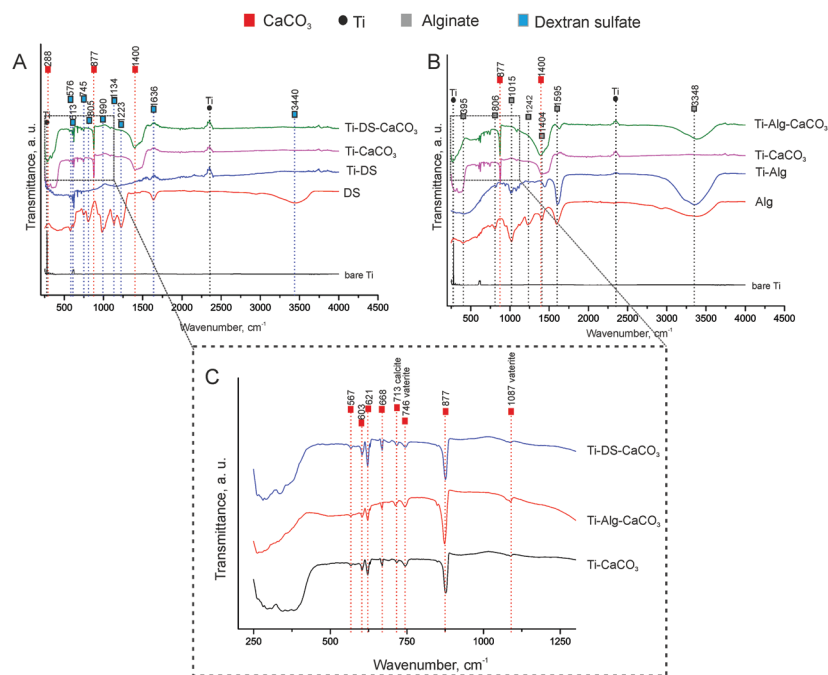 CaCO₃ Ti Alginate Dextran sulfate
A
288
576
613
745
805
877
990
1134
1223
1400
1636
Ti
3440
Ti-DS-CaCO₃
Ti-CaCO₃
Ti-DS
DS
bare Ti
Transmittance, a. u.
500 1000 1500 2000 2500 3000 3500 4000 4500
Wavenumber, cm⁻¹
B
Ti
395
806
877
1015
1242
1400
1404
1595
Ti
3348
Ti-Alg-CaCO₃
Ti-CaCO₃
Ti-Alg
Alg
bare Ti
Transmittance, a. u.
500 1000 1500 2000 2500 3000 3500 4000 4500
Wavenumber, cm⁻¹
C
567
603
621
668
713 calcite
746 vaterite
877
1087 vaterite
Ti-DS-CaCO₃
Ti-Alg-CaCO₃
Ti-CaCO₃
Transmittance, a. u.
250 500 750 1000 1250
Wavenumber, cm⁻¹